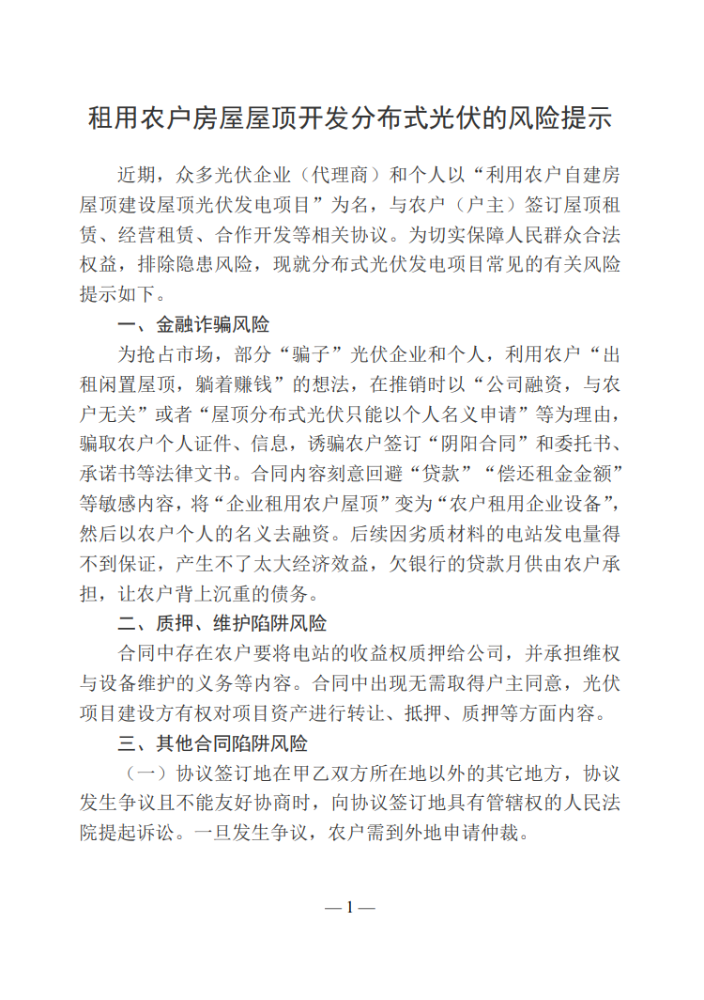 租用农户房屋屋顶开发分布式光伏的风险提示
近期，众多光伏企业（代理商）和个人以“利用农户自建房
屋顶建设屋顶光伏发电项目”为名，与农户（户主）签订屋顶租
赁、经营租赁、合作开发等相关协议。为切实保障人民群众合法
权益，排除隐患风险，现就分布式光伏发电项目常见的有关风险
提示如下。
一、金融诈骗风险
为抢占市场，部分“骗子”光伏企业和个人，利用农户“出
租闲置屋顶，躺着赚钱”的想法，在推销时以“公司融资，与农
户无关”或者“屋顶分布式光伏只能以个人名义申请”等为理由，
骗取农户个人证件、信息，诱骗农户签订“阴阳合同”和委托书、
承诺书等法律文书。合同内容刻意回避“贷款”“偿还租金金额”
等敏感内容，将“企业租用农户屋顶”变为“农户租用企业设备”，
然后以农户个人的名义去融资。后续因劣质材料的电站发电量得
不到保证，产生不了太大经济效益，欠银行的贷款月供由农户承
担，让农户背上沉重的债务。
二、质押、维护陷阱风险
合同中存在农户要将电站的收益权质押给公司，并承担维权
与设备维护的义务等内容。合同中出现无需取得户主同意，光伏
项目建设方有权对项目资产进行转让、抵押、质押等方面内容。
三、其他合同陷阱风险
（一）协议签订地在甲乙双方所在地以外的其它地方，协议
发生争议且不能友好协商时，向协议签订地具有管辖权的人民法
院提起诉讼。一旦发生争议，农户需到外地申请仲裁。
— 1 —